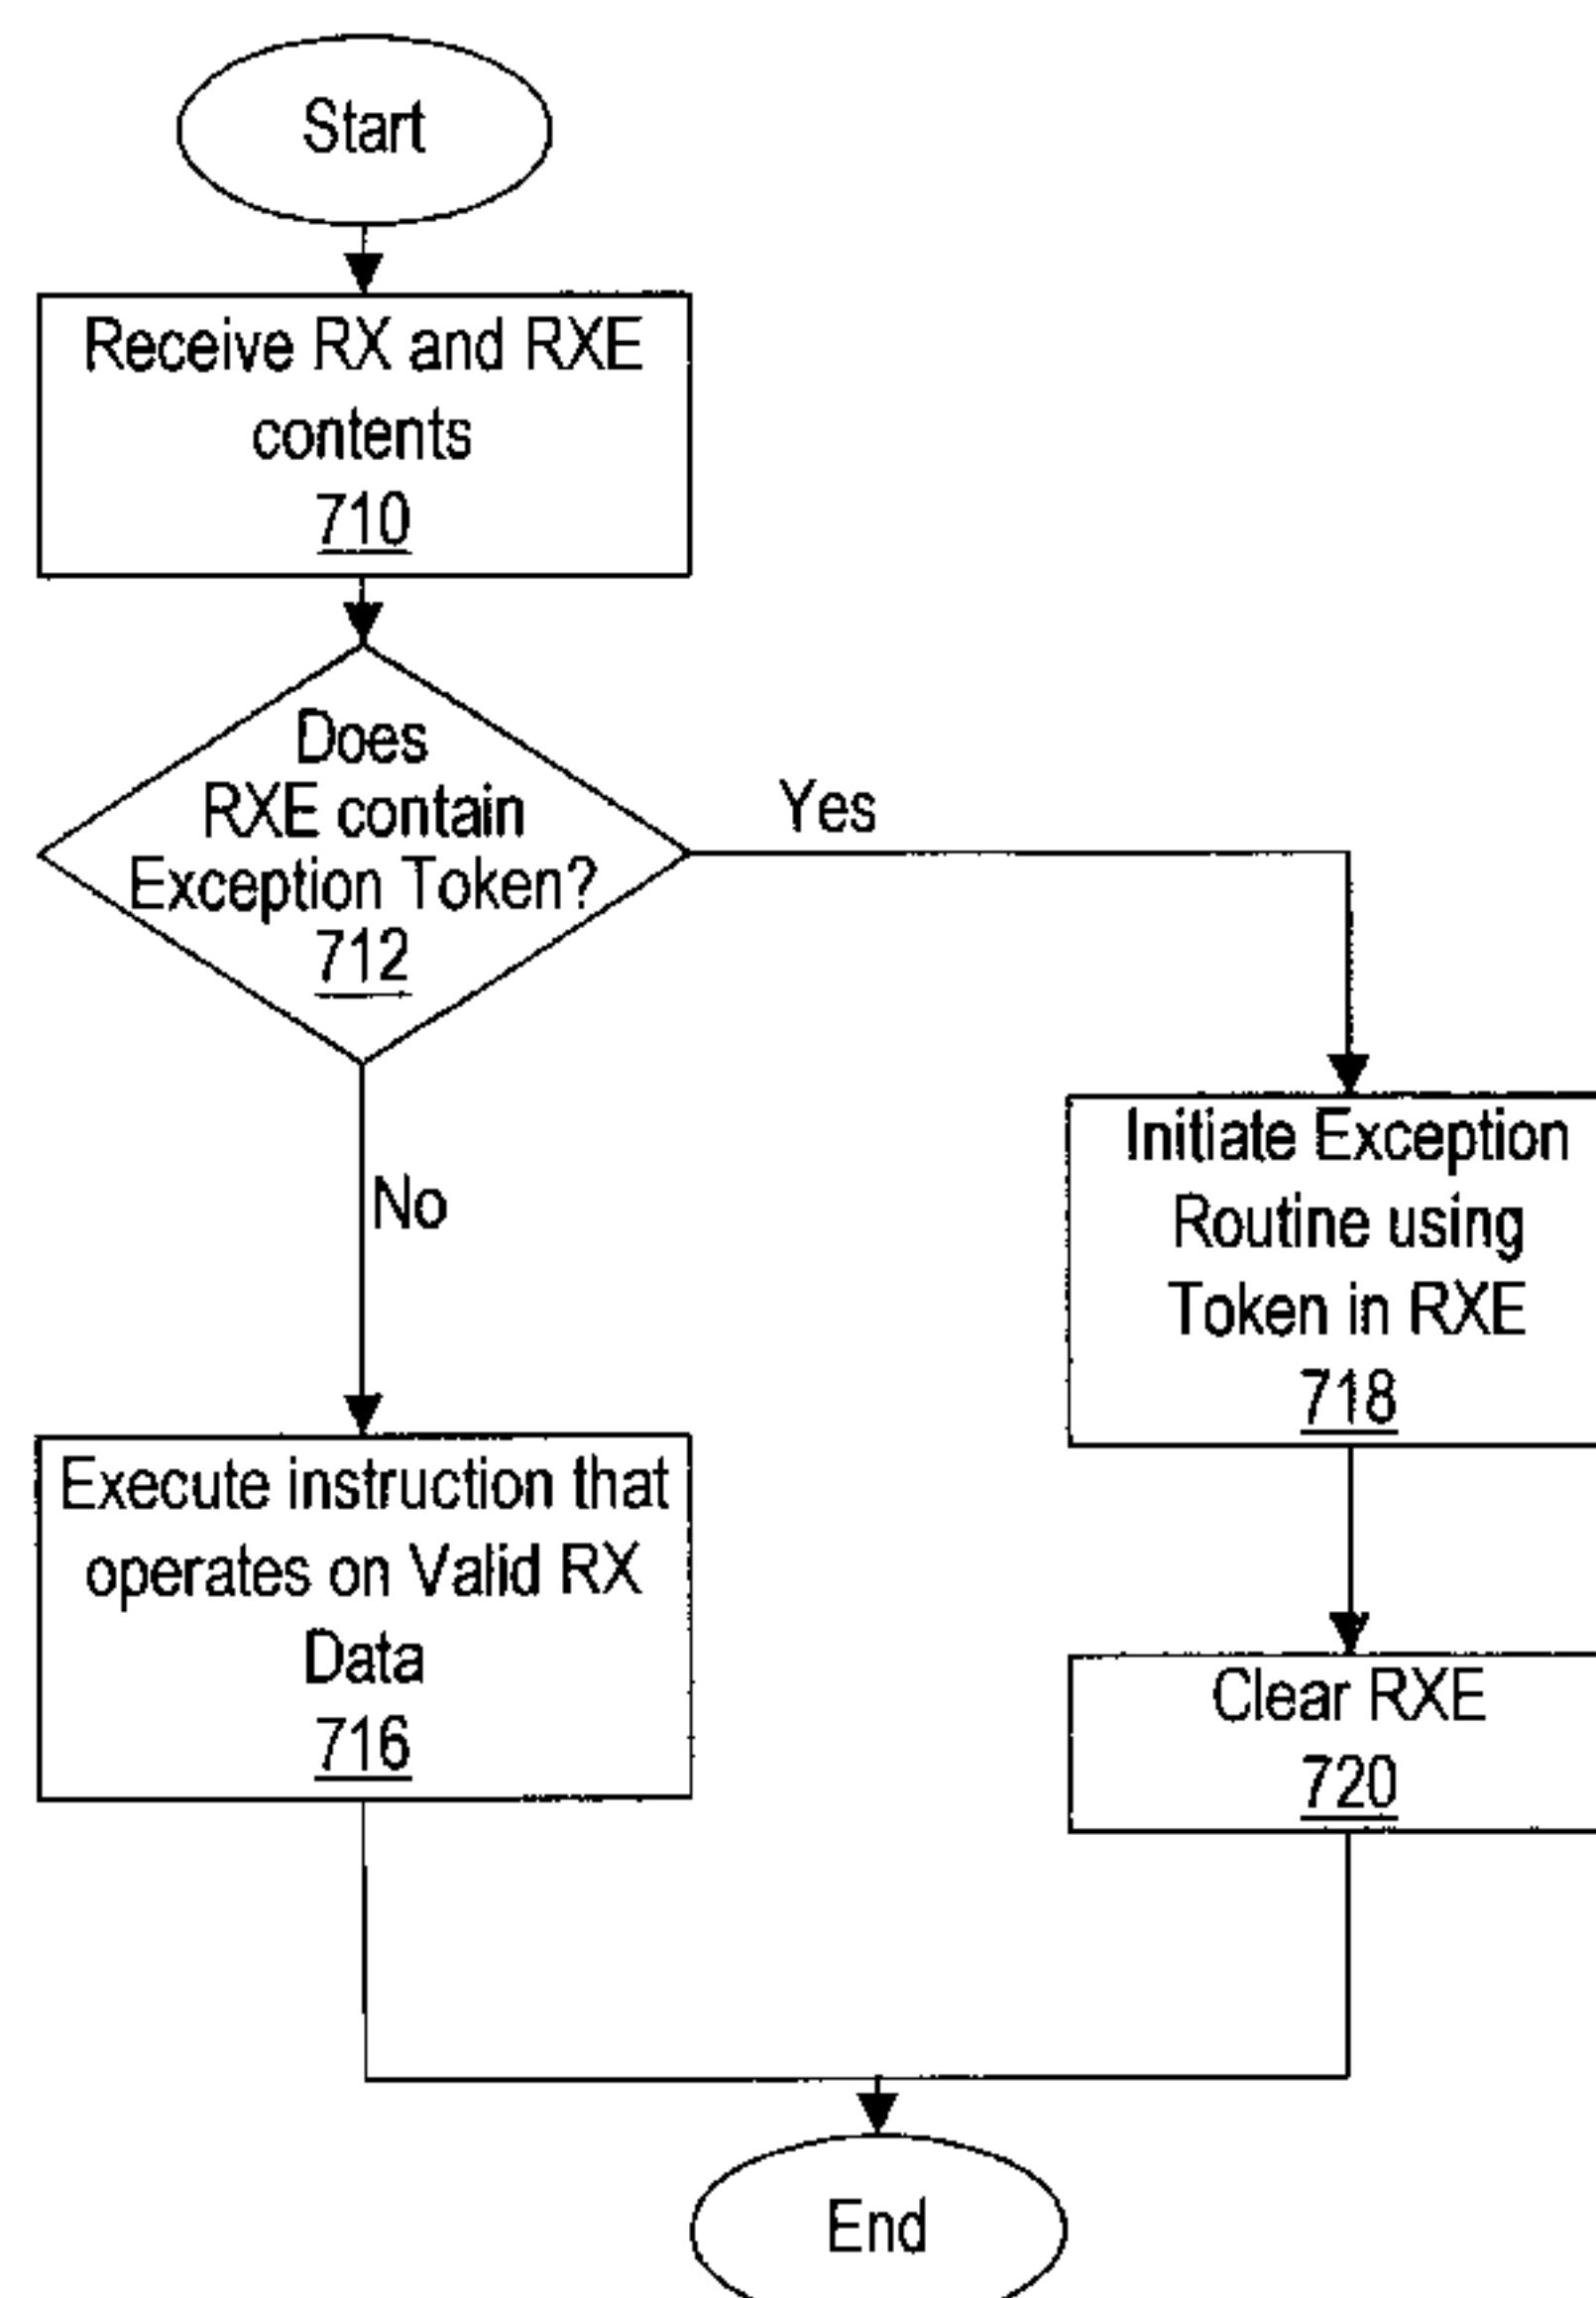 Start
Receive RX and RXE
contents
710
Does
RXE contain
Exception Token?
712
Yes
No
Initiate Exception
Routine using
Token in RXE
718
Execute instruction that
operates on Valid RX
Data
716
Clear RXE
720
End